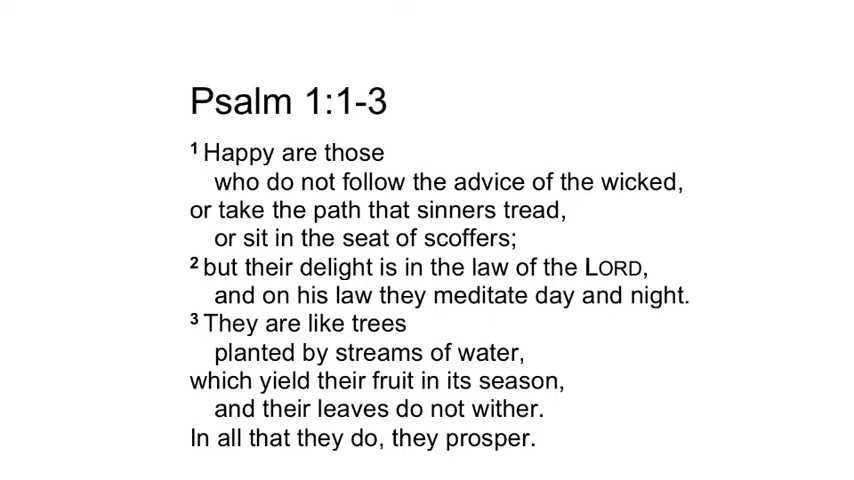 Psalm 1:1-3
1 Happy are those
who do not follow the advice of the wicked,
or take the path that sinners tread,
or sit in the seat of scoffers;
2 but their delight is in the law of the LORD,
and on his law they meditate day and night.
3 They are like trees
planted by streams of water,
which yield their fruit in its season,
and their leaves do not wither.
In all that they do, they prosper.